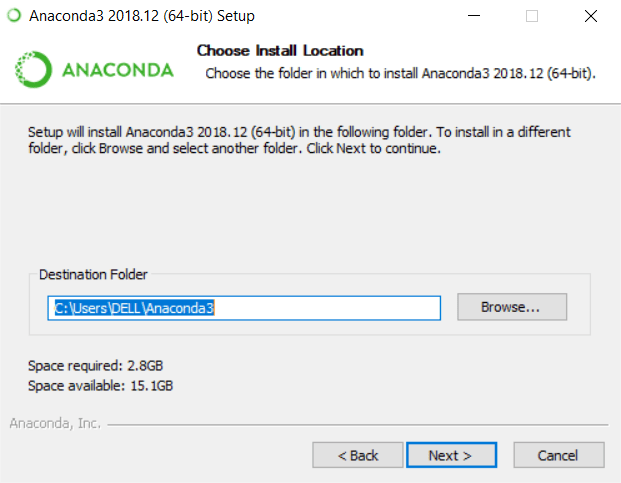 Anaconda3 2018.12 (64-bit) Setup
ANACONDA
Choose Install Location
Choose the folder in which to install Anaconda3 2018.12 (64-bit).
Setup will install Anaconda3 2018.12 (64-bit) in the following folder. To install in a different
folder, click Browse and select another folder. Click Next to continue.
Destination Folder
C:\Users\DELL\Anaconda3
Browse...
Space required: 2.8GB
Space available: 15.1GB
Anaconda, Inc.
< Back
Next >
Cancel